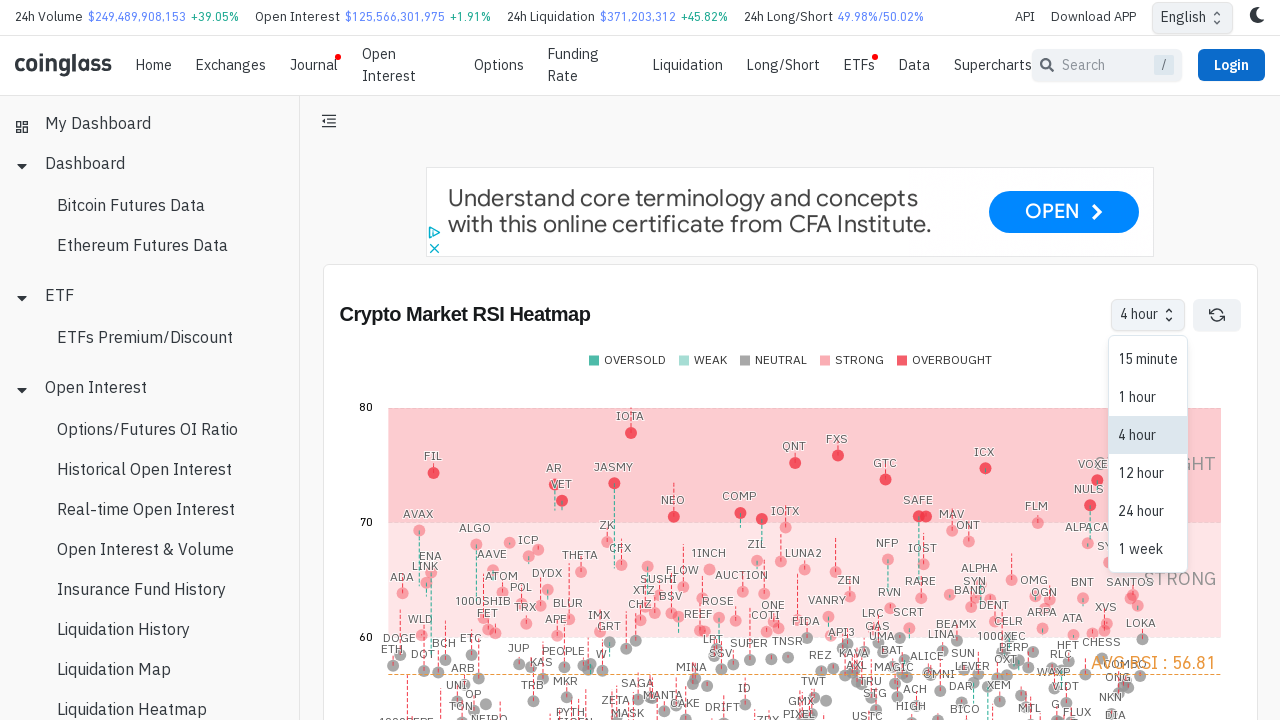 24h Volume $249,489,908,153 +39.05% Open Interest $125,566,301,975 +1.91% 24h Liquidation $371,203,312 +45.82% 24h Long/Short 49.98%/50.02% API Download APP English
coinglass Home Exchanges Journal Open Interest Options Funding Rate Liquidation Long/Short ETFs Data Supercharts Search / Login
My Dashboard
Dashboard
Bitcoin Futures Data
Ethereum Futures Data
ETF
ETFs Premium/Discount
Open Interest
Options/Futures OI Ratio
Historical Open Interest
Real-time Open Interest
Open Interest & Volume
Insurance Fund History
Liquidation History
Liquidation Map
Liquidation Heatmap
Understand core terminology and concepts
with this online certificate from CFA Institute.
OPEN
Crypto Market RSI Heatmap
4 hour
15 minute
1 hour
4 hour
12 hour
24 hour
1 week
OVERSOLD WEAK NEUTRAL STRONG OVERBOUGHT
80
IOTA
FXS
QNT
ICX
FIL
GTC
VOXE
AR
JASMY
VET
NULS
COMP
NEO
SAFE
FLM
70
AVAX
IOTX
MAV
ALGO
ZK
ONT
ALPACA
ICP
CFX
ZIL
NFP
IOST
AAVE
ENA
THETA
1INCH
LUNA2
LINK
ALPHA
STRONG
ADA
ATOM
DYDX
FLOW
AUCTION
ZEN
RARE
SYN
OMG
BNT
SANTOS
POL
SUSHI
XTZ
BSV
RVN
BAND
OGN
1000SHIB
TRX
BLUR
CHZ
ROSE
ONE
VANRY
DENT
XVS
FET
WLD
APE
IMX
REEF
COTI
LRC
SCRT
ARPA
GRT
FIDA
GAS
BEAMX
CELR
ATA
LOKA
60
DOGE
ETC
API3
UMA
LINA
1000XEC
ETH
BCH
LPT
SUPER
TNSR
PERP
HFT
CHESS
DOT
JUP
PEOPLE
W
SSV
REZ
KAVA
BAT
ALICE
SUN
OXT
RLC
AVG RSI : 56.81
ARB
KAS
MINA
AXL
MAGIC
OMNI
LEVER
WAXP
UNI
TRB
MKR
SAGA
ID
TWT
TRU
ACH
DAR
XEM
VIDT
ONG
OP
ZETA
MANTA
CAKE
DRIFT
GMX
STG
HIGH
BICO
MTL
NKN
TON
PYTH
MASK
PIXEL
USTC
FLUX
DIA